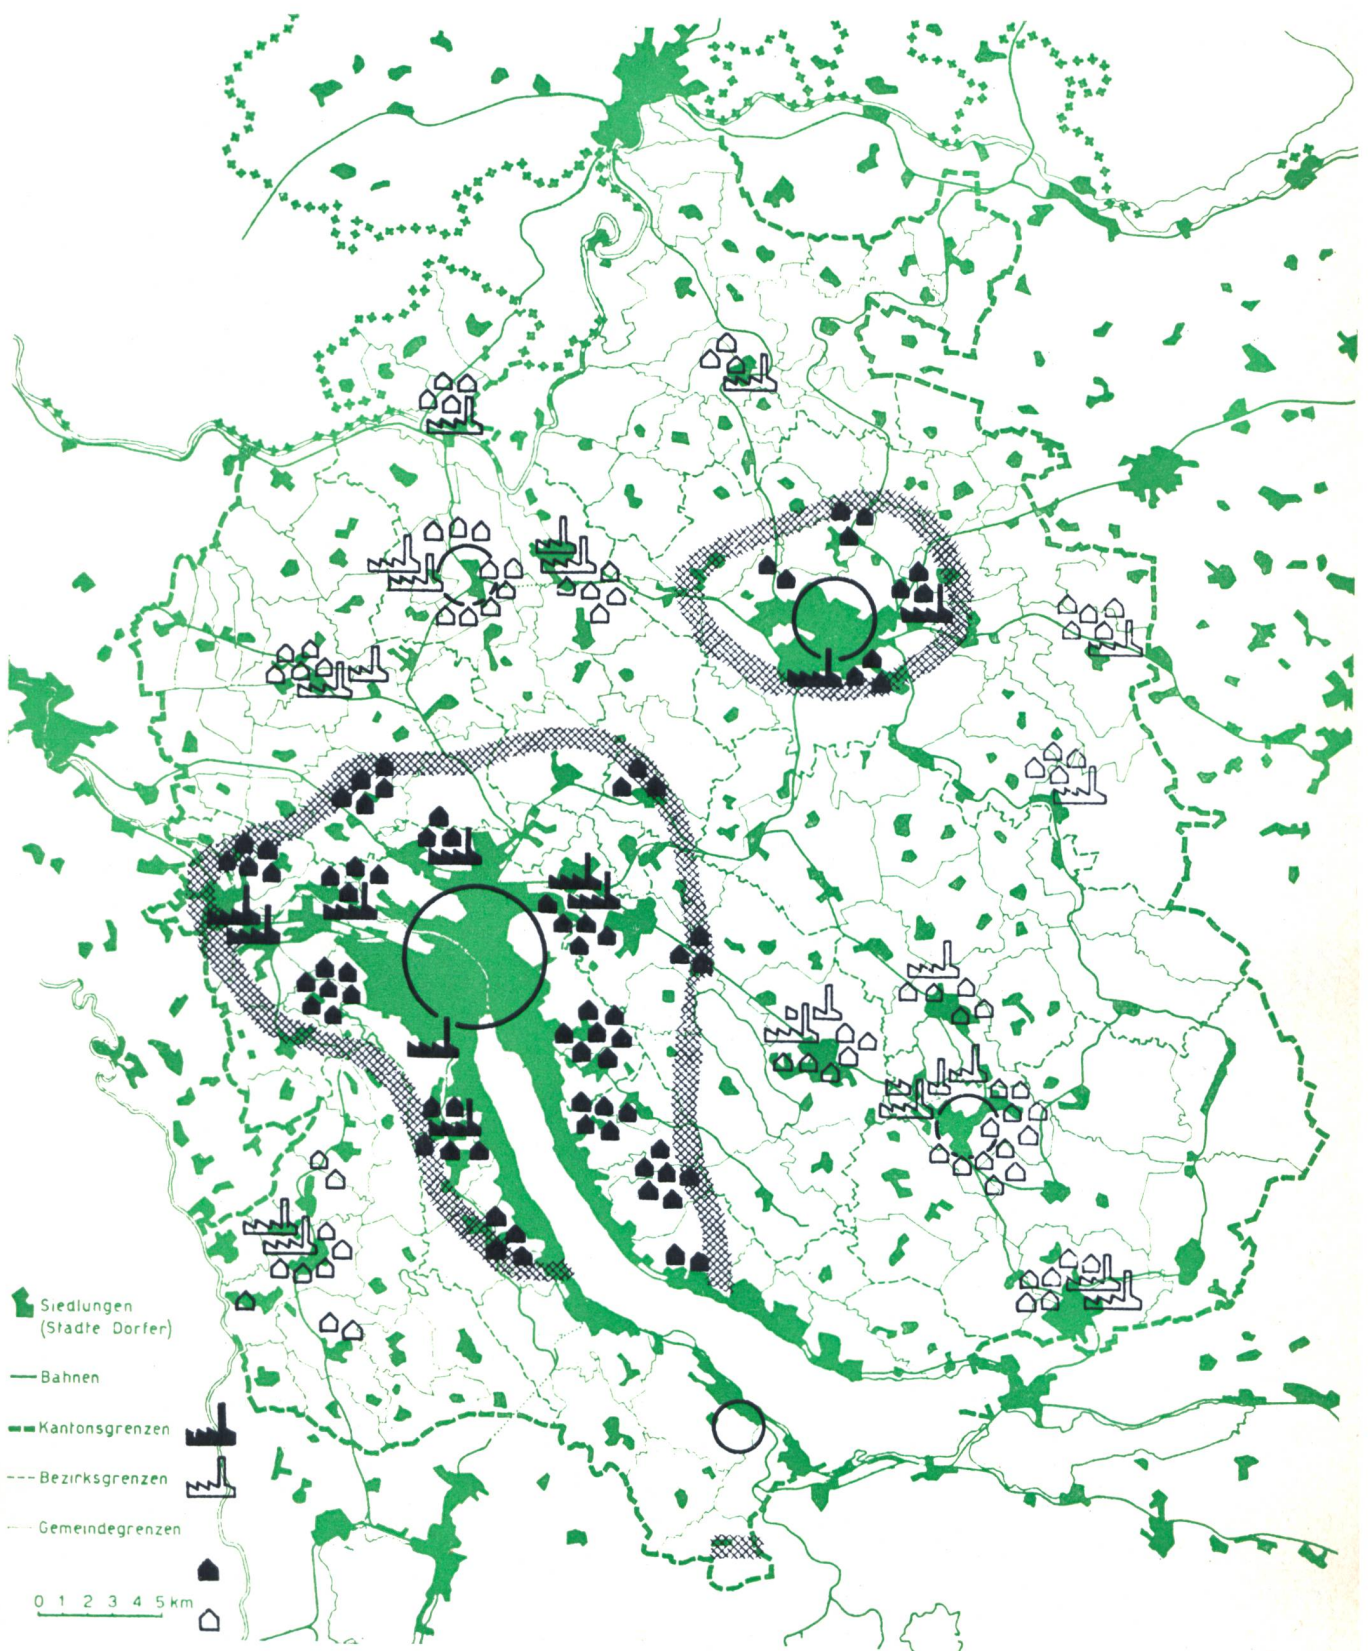 Siedlungen
(Städte Dörfer)
Bahnen
Kantonsgrenzen
Bezirksgrenzen
Gemeindegrenzen
0 1 2 3 4 5 km